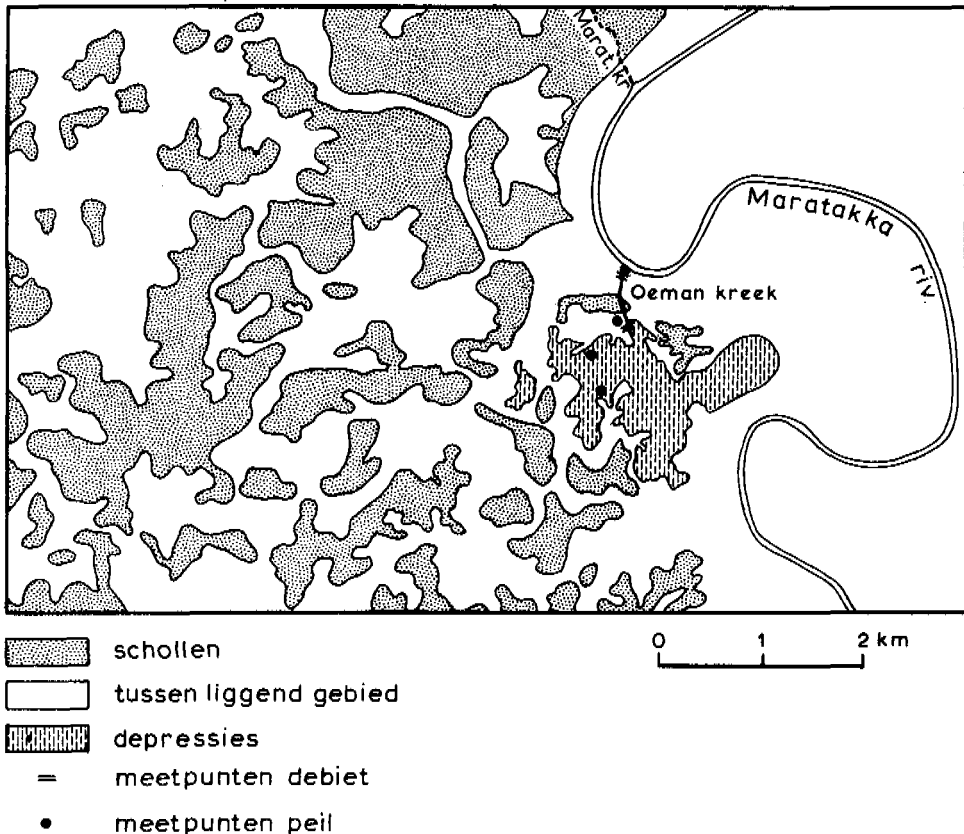 Marat. kr.
Maratakka
riv.
Oeman kreek
0 1 2 km
schollen
tussen liggend gebied
depressies
meetpunten debiet
meetpunten peil